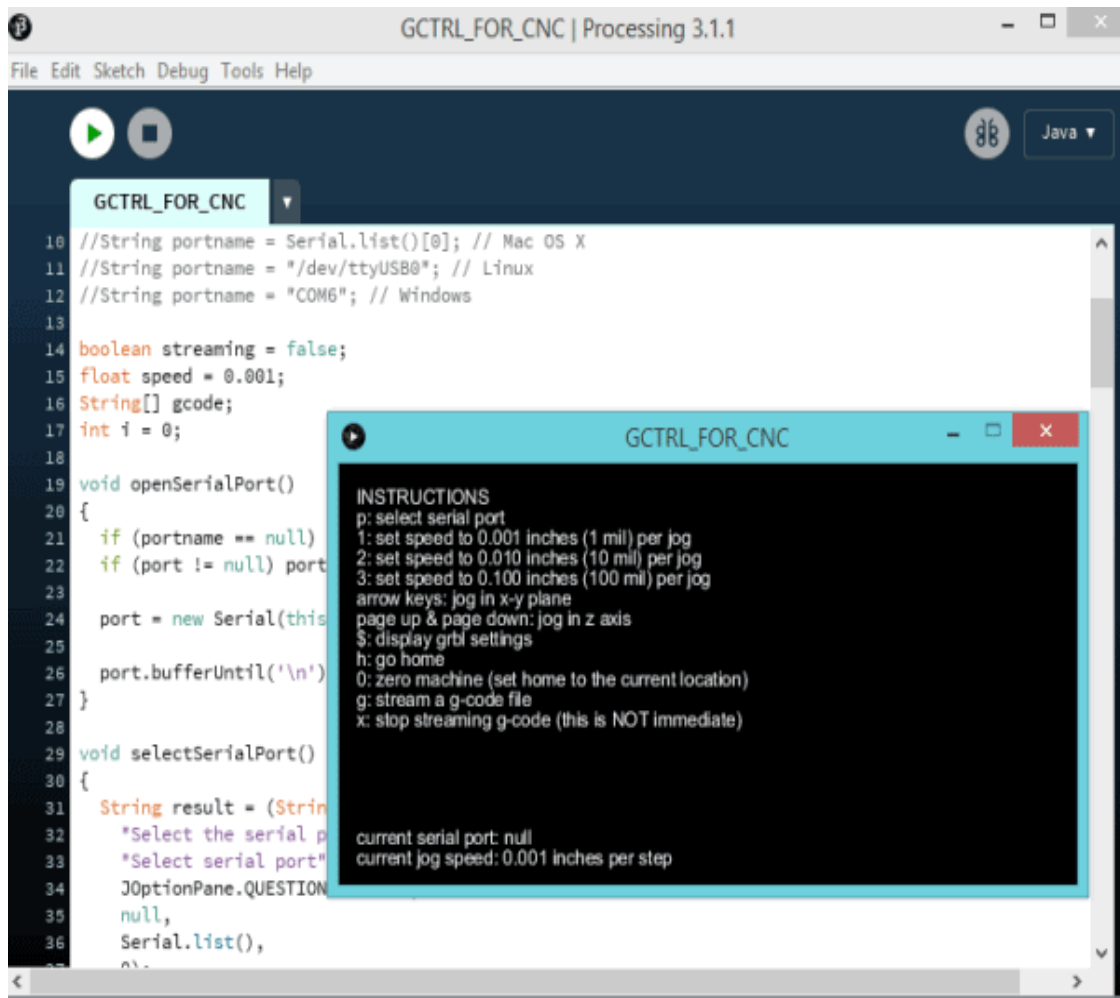 GCTRL_FOR_CNC | Processing 3.1.1
File Edit Sketch Debug Tools Help
Java
GCTRL_FOR_CNC
10 //String portname = Serial.list()[0]; // Mac OS X
11 //String portname = "/dev/ttyUSB0"; // Linux
12 //String portname = "COM6"; // Windows
13
14 boolean streaming = false;
15 float speed = 0.001;
16 String[] gcode;
17 int i = 0;
18
19 void openSerialPort()
20 {
21 if (portname == null)
22 if (port != null) port
23
24 port = new Serial(this
25
26 port.bufferUntil('\n')
27 }
28
29 void selectSerialPort()
30 {
31 String result = (Strin
32 "Select the serial p
33 "Select serial port"
34 JOptionPane.QUESTION
35 null,
36 Serial.list(),
GCTRL_FOR_CNC
INSTRUCTIONS
p: select serial port
1: set speed to 0.001 inches (1 mil) per jog
2: set speed to 0.010 inches (10 mil) per jog
3: set speed to 0.100 inches (100 mil) per jog
arrow keys: jog in x-y plane
page up & page down: jog in z axis
$: display grbl settings
h: go home
0: zero machine (set home to the current location)
g: stream a g-code file
x: stop streaming g-code (this is NOT immediate)
current serial port: null
current jog speed: 0.001 inches per step